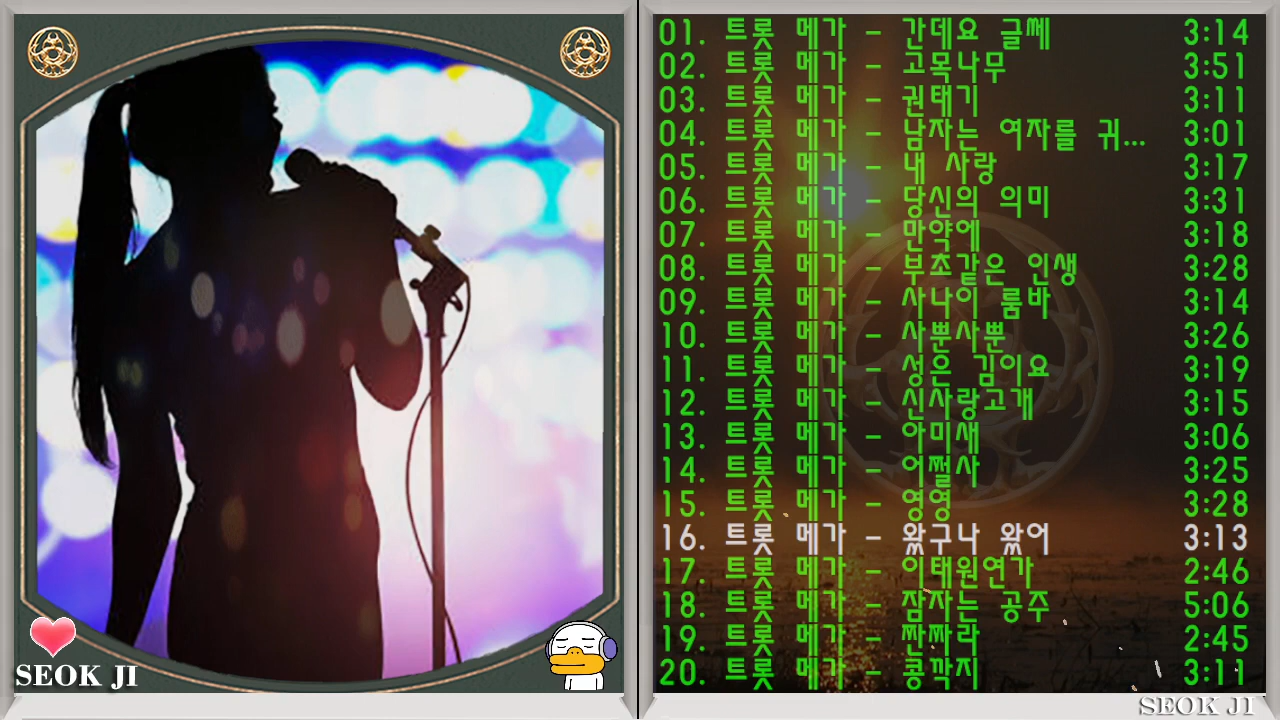 SEOK JI
01. 트롯 메가 – 간데요 글쎄 3:14
02. 트롯 메가 – 고목나무 3:51
03. 트롯 메가 – 권태기 3:11
04. 트롯 메가 – 남자는 여자를 귀... 3:01
05. 트롯 메가 – 내 사랑 3:17
06. 트롯 메가 – 당신의 의미 3:31
07. 트롯 메가 – 만약에 3:18
08. 트롯 메가 – 부초같은 인생 3:28
09. 트롯 메가 – 사나이 룸바 3:14
10. 트롯 메가 – 사뿐사뿐 3:26
11. 트롯 메가 – 성은 김이요 3:19
12. 트롯 메가 – 신사랑고개 3:15
13. 트롯 메가 – 아미새 3:06
14. 트롯 메가 – 어쩔사 3:25
15. 트롯 메가 – 영영 3:28
16. 트롯 메가 – 왔구나 왔어 3:13
17. 트롯 메가 – 이태원연가 2:46
18. 트롯 메가 – 잠자는 공주 5:06
19. 트롯 메가 – 짠짜라 2:45
20. 트롯 메가 – 콩깍지 3:11
SEOK JI